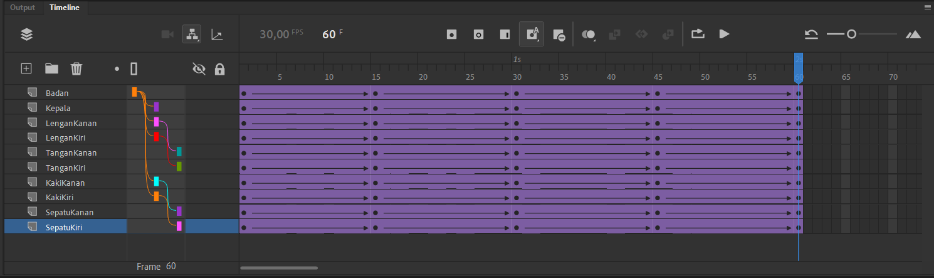 Output Timeline
30,00 FPS 60 F
A
1s
5 10 15 20 25 30 35 40 45 50 55 65 70
Badan
Kepala
LenganKanan
LenganKiri
TanganKanan
TanganKiri
KakiKanan
KakiKiri
SepatuKanan
SepatuKiri
Frame 60